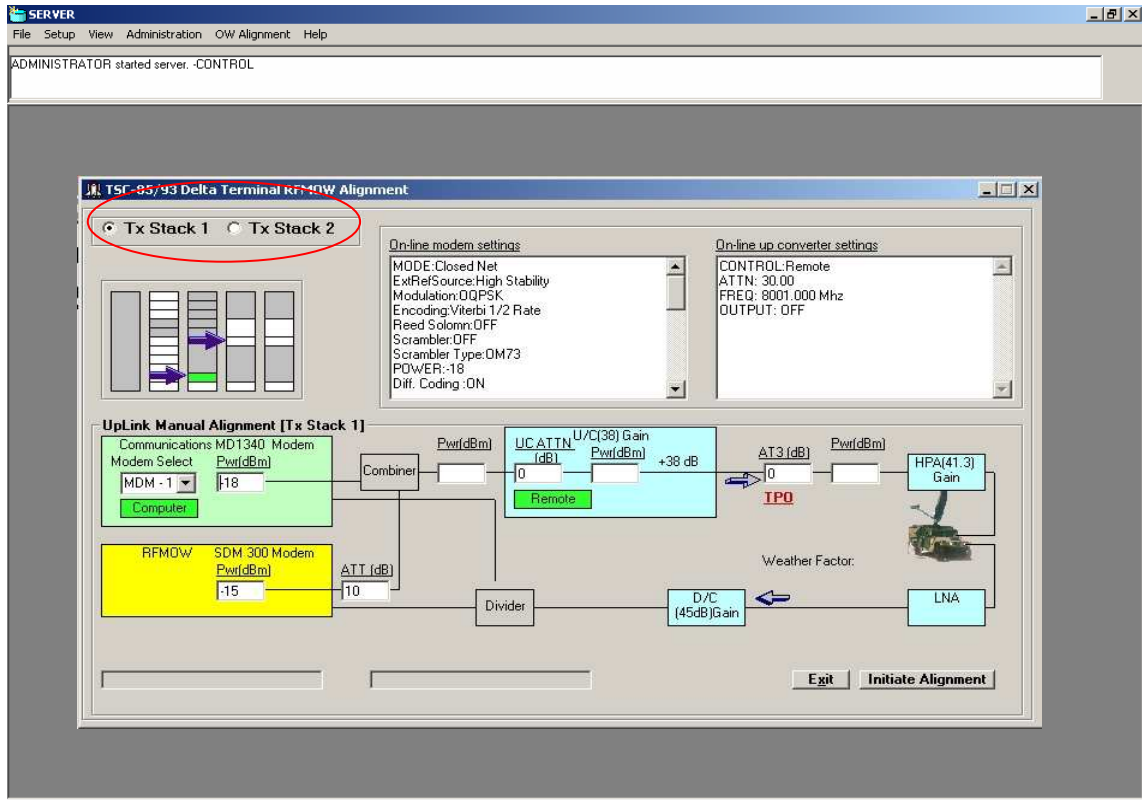 SERVER
File Setup View Administration OW Alignment Help
ADMINISTRATOR started server. -CONTROL
TSC-85/93 Delta Terminal RFMOW Alignment
Tx Stack 1 Tx Stack 2
On-line modem settings
MODE:Closed Net
ExtRefSource:High Stability
Modulation:OQPSK
Encoding:Viterbi 1/2 Rate
Reed Solomn:OFF
Scrambler:OFF
Scrambler Type:OM73
POWER:-18
Diff. Coding :ON
On-line up converter settings
CONTROL:Remote
ATTN: 30.00
FREQ: 8001.000 Mhz
OUTPUT: OFF
UpLink Manual Alignment [Tx Stack 1]
Communications MD1340 Modem
Modem Select Pwr(dBm)
MDM - 1 -18
Computer
Combiner
Pwr(dBm)
U/C(38) Gain
UC ATTN (dB) Pwr(dBm) +38 dB
0
Remote
AT3 (dB) Pwr(dBm)
0
TPO
HPA(41.3) Gain
RFMOW SDM 300 Modem
Pwr(dBm)
-15
ATT (dB)
10
Divider
Weather Factor:
D/C (45dB)Gain
LNA
Exit Initiate Alignment